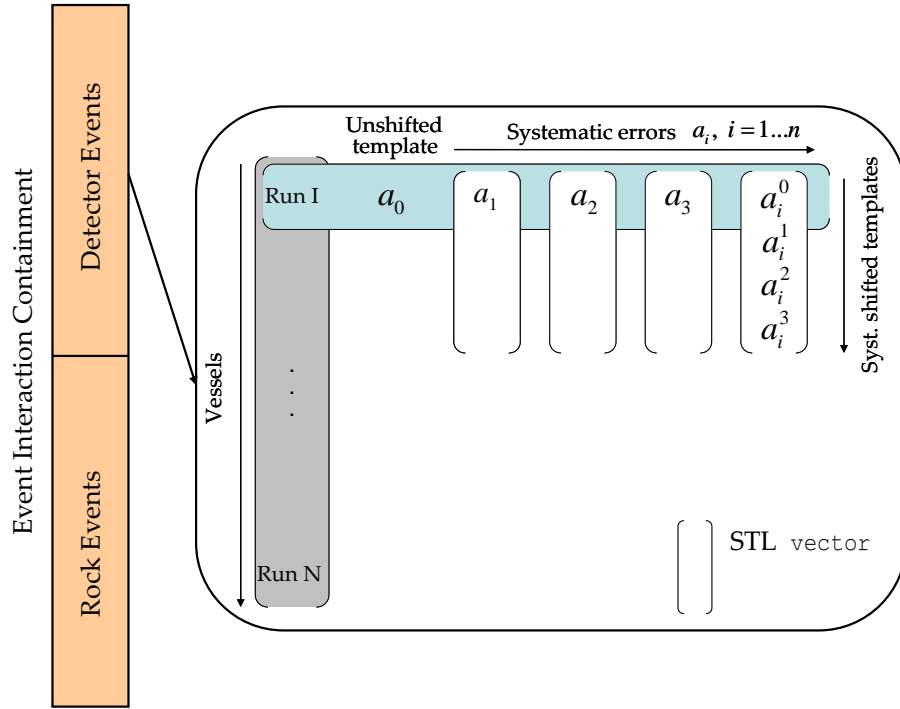 Event Interaction Containment
Detector Events
Rock Events
Unshifted
template
Systematic errors a_i, i = 1...n
Vessels
Run I
a_0
a_1
a_2
a_3
a_i^0
a_i^1
a_i^2
a_i^3
Syst. shifted templates
.
.
.
Run N
STL vector